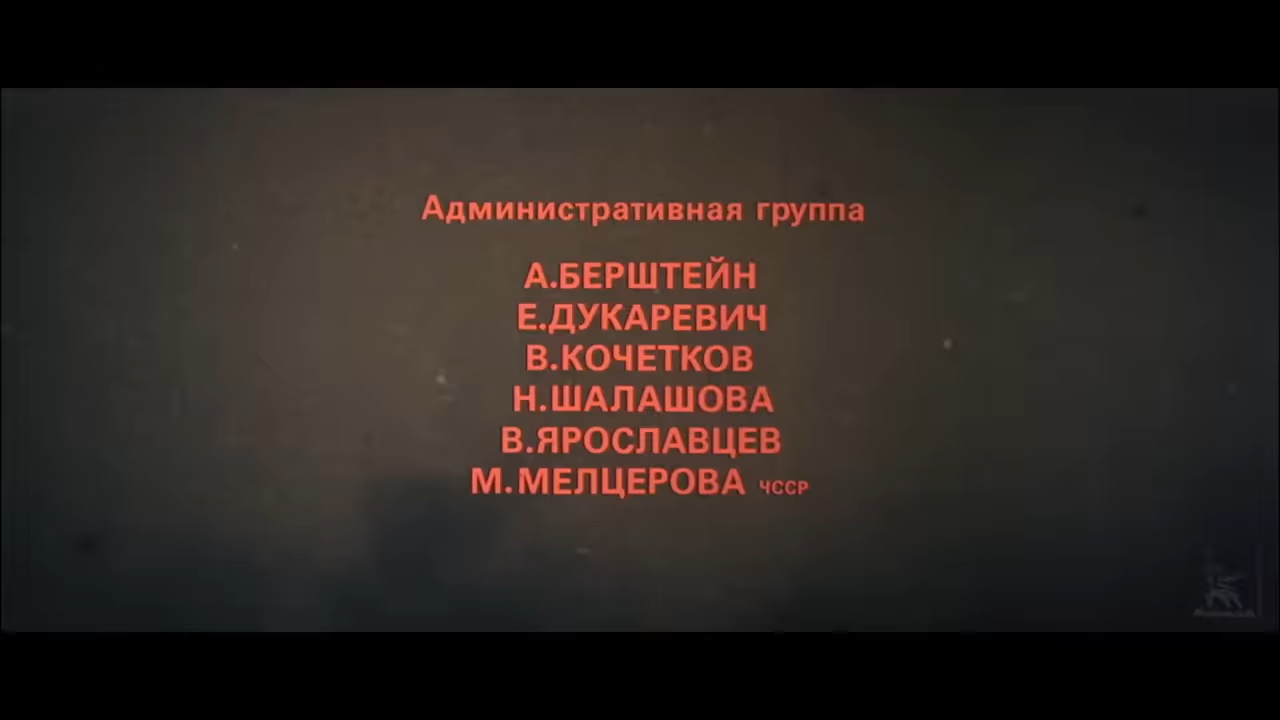 Административная группа
А.БЕРШТЕЙН
Е.ДУКАРЕВИЧ
В.КОЧЕТКОВ
Н.ШАЛАШОВА
В.ЯРОСЛАВЦЕВ
М.МЕЛЦЕРОВА ЧССР